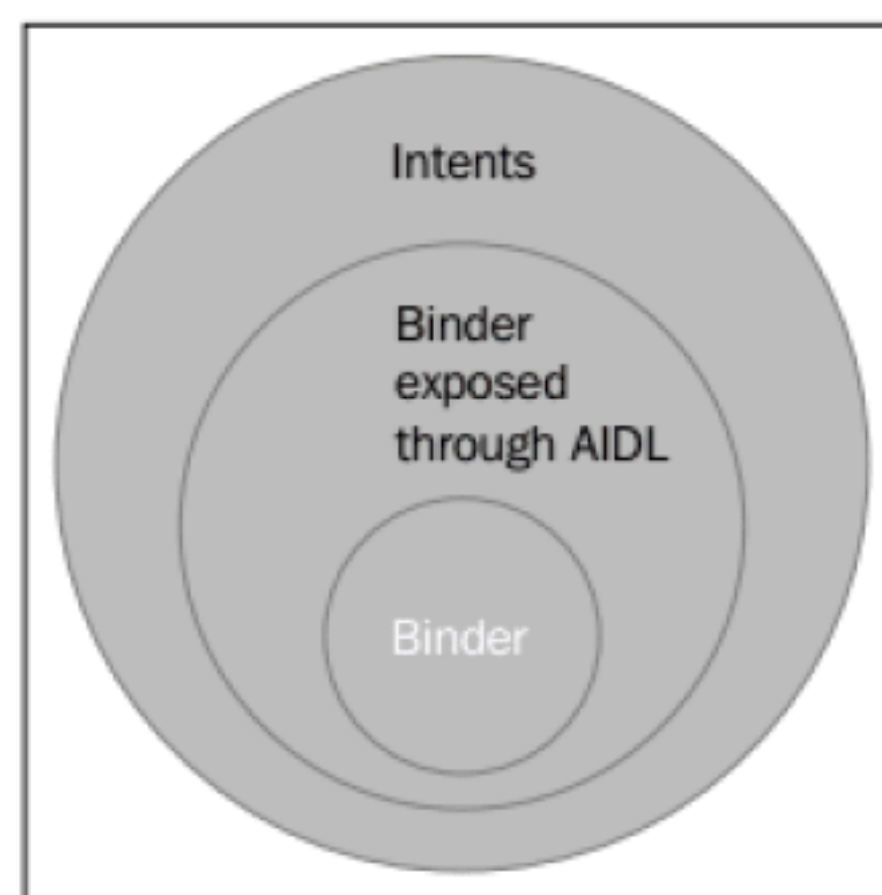 Intents
Binder
exposed
through AIDL
Binder